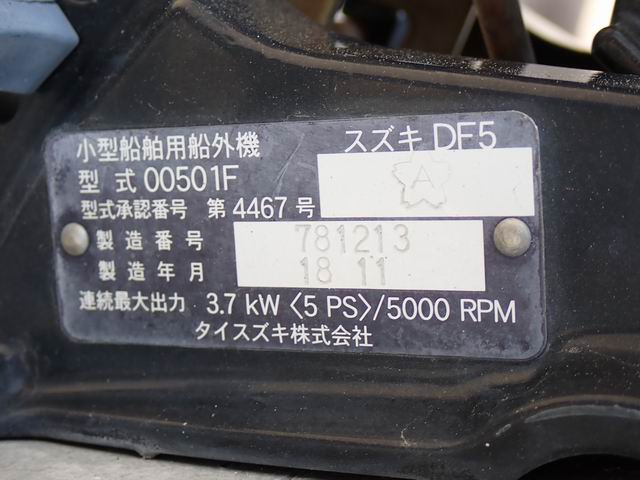 小型船舶用船外機 スズキ DF5
型式 00501F A
型式承認番号 第 4467 号
製造番号 781213
製造年月 18 11
連続最大出力 3.7 kW〈5 PS〉/5000 RPM
タイスズキ株式会社